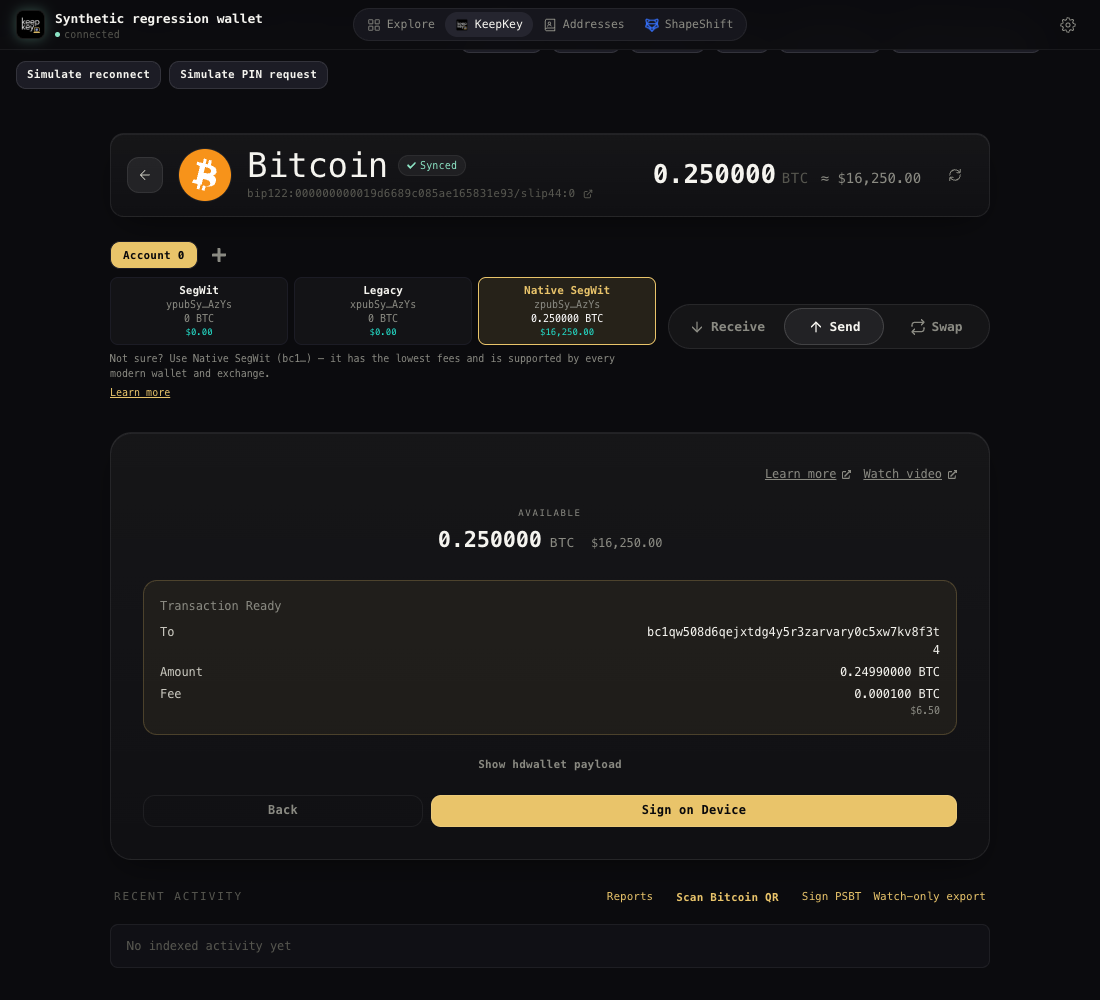 keep
key
Synthetic regression wallet
connected
Explore
KeepKey
Addresses
ShapeShift
Simulate reconnect
Simulate PIN request
Bitcoin
Synced
bip122:000000000019d6689c085ae165831e93/slip44:0
0.250000 BTC ≈ $16,250.00
Account 0
SegWit
ypubSy…AzYs
0 BTC
$0.00
Legacy
xpubSy…AzYs
0 BTC
$0.00
Native SegWit
zpubSy…AzYs
0.250000 BTC
$16,250.00
Receive
Send
Swap
Not sure? Use Native SegWit (bc1…) — it has the lowest fees and is supported by every
modern wallet and exchange.
Learn more
Learn more
Watch video
AVAILABLE
0.250000 BTC $16,250.00
Transaction Ready
To bc1qw508d6qejxtdg4y5r3zarvary0c5xw7kv8f3t
4
Amount 0.24990000 BTC
Fee 0.000100 BTC
$6.50
Show hdwallet payload
Back
Sign on Device
RECENT ACTIVITY
Reports
Scan Bitcoin QR
Sign PSBT
Watch-only export
No indexed activity yet